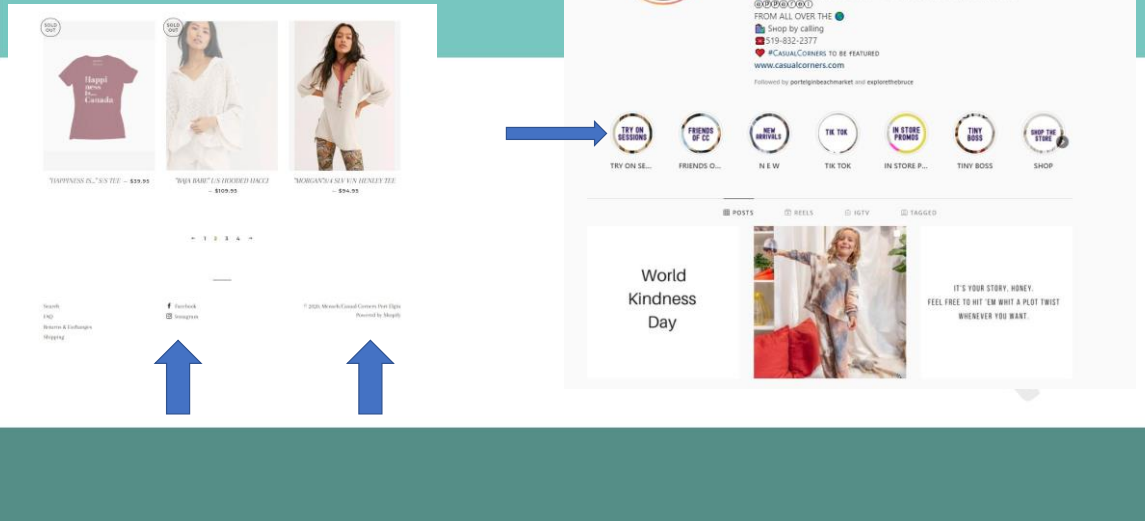 SOLD
OUT
SOLD
OUT
Happi
ness
is...
Canada
"HAPPINESS IS..." S/S TEE — $39.95
"BAJA BABE" L/S HOODED HACCI
— $109.95
"MORGAN" 3/4 SLV V/N HENLEY TEE
— $94.95
← 1 2 3 4 →
Search
FAQ
Returns & Exchanges
Shipping
Facebook
Instagram
© 2020, Powered by Shopify
ⓐⓟⓟⓐⓡⓔⓛ
FROM ALL OVER THE 🌎
🛍 Shop by calling
☎519-832-2377
❤ #CasualCorners TO BE FEATURED
www.casualcorners.com
Followed by portelginbeachmarket and explorethebruce
TRY ON
SESSIONS
FRIENDS
OF CC
NEW
ARRIVALS
TIK TOK
IN STORE
PROMOS
TINY
BOSS
SHOP THE
STORE
TRY ON SE...
FRIENDS O...
N E W
TIK TOK
IN STORE P...
TINY BOSS
SHOP
POSTS
REELS
IGTV
TAGGED
World
Kindness
Day
IT'S YOUR STORY, HONEY.
FEEL FREE TO HIT 'EM WHIT A PLOT TWIST
WHENEVER YOU WANT.